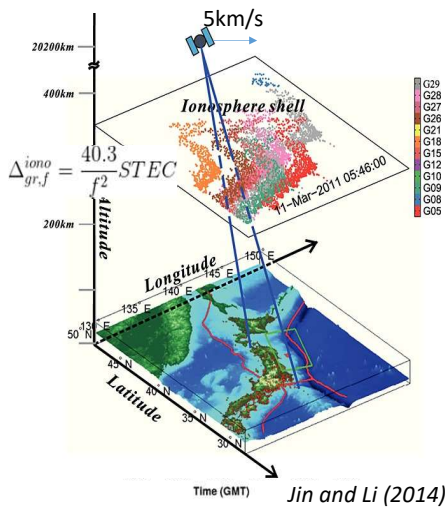 5km/s
20200km
400km
Ionosphere shell
G29
G28
G27
G26
G21
G18
G15
G12
G10
G09
G08
G05
$\Delta^{iono}_{gr,f} = \frac{40.3}{f^2}STEC$
11-Mar-2011 05:46:00
Altitude
200km
Longitude
150° E
145° E
140° E
135° E
130° E
50° N
45° N
40° N
35° N
30° N
Latitude
Time (GMT)
Jin and Li (2014)